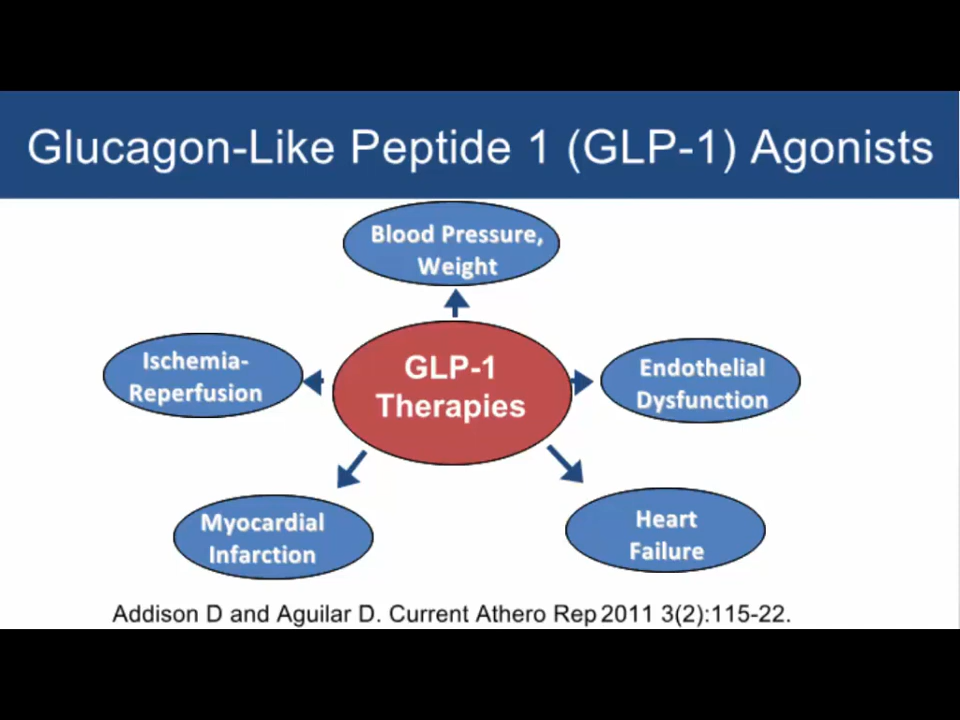 Glucagon-Like Peptide 1 (GLP-1) Agonists
Blood Pressure,
Weight
Ischemia-
Reperfusion
GLP-1
Therapies
Endothelial
Dysfunction
Myocardial
Infarction
Heart
Failure
Addison D and Aguilar D. Current Athero Rep 2011 3(2):115-22.